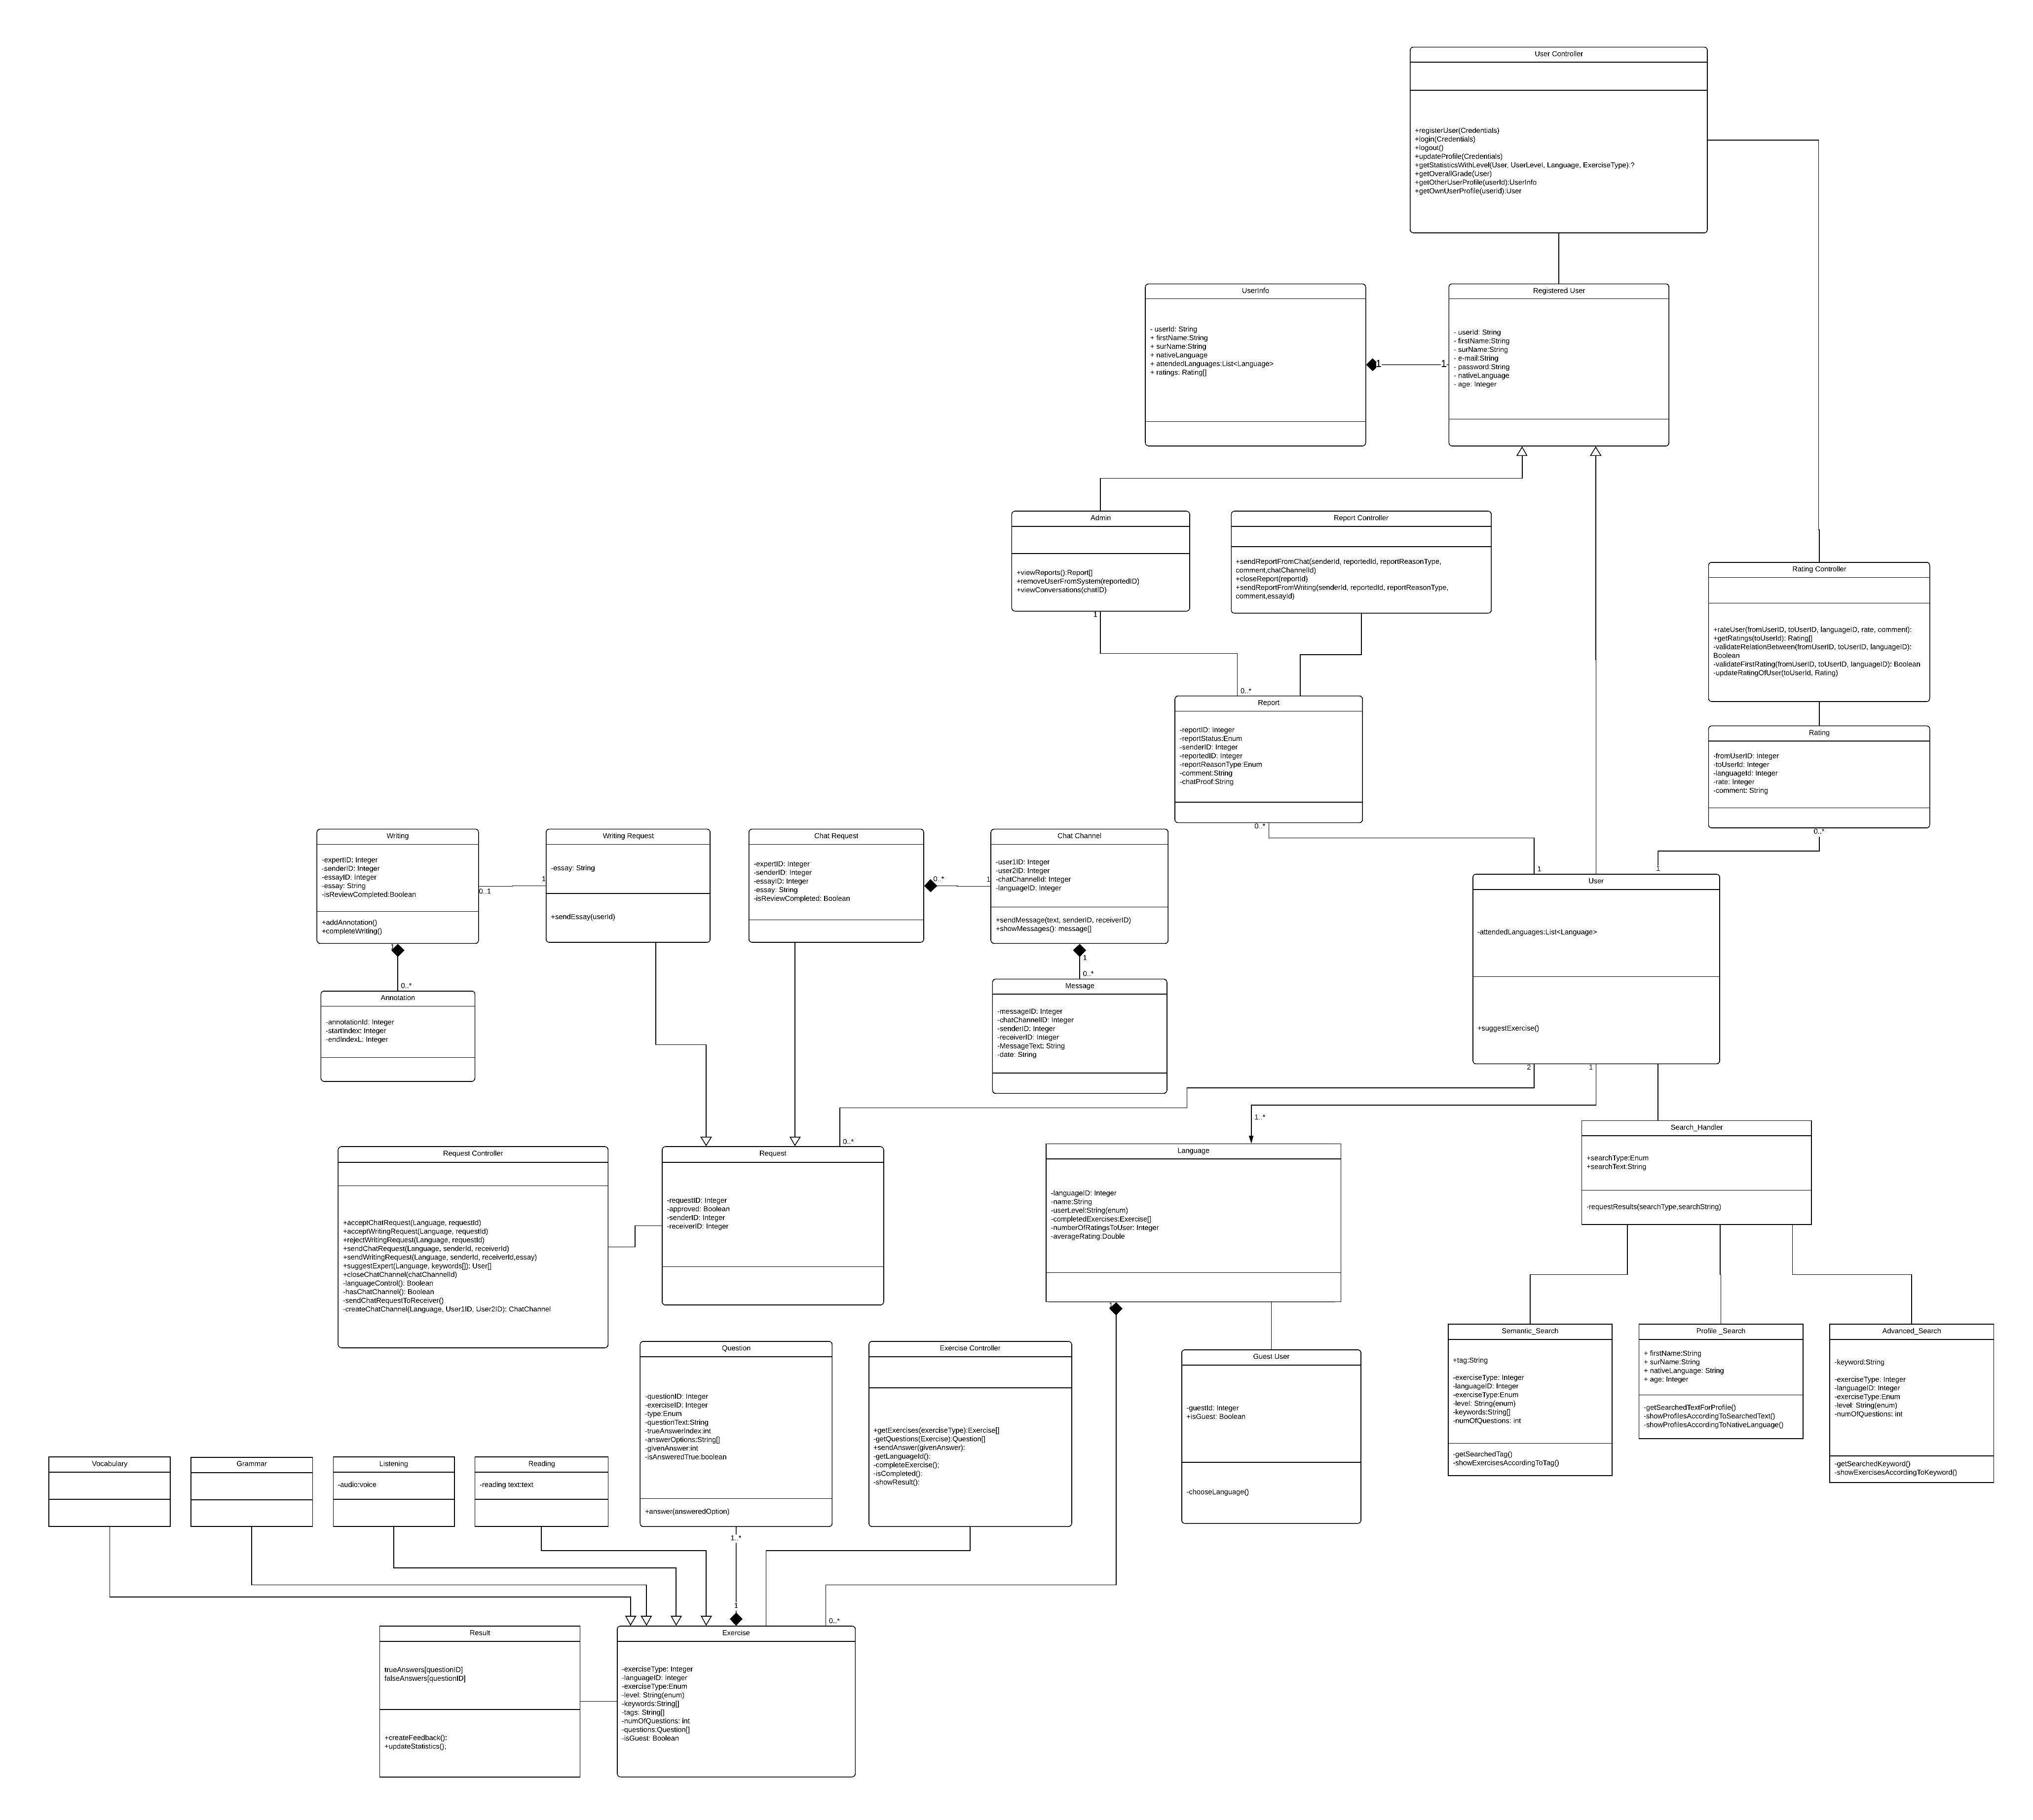 User Controller
+registerUser(Credentials)
+login(Credentials)
+logout()
+updateProfile(Credentials)
+getStatisticsWithLevel(User, UserLevel, Language, ExerciseType):?
+getOverallGrade(User)
+getOtherUserProfile(userId):UserInfo
+getOwnUserProfile(userid):User
UserInfo
- userId: String
+ firstName:String
+ surName:String
+ nativeLanguage
+ attendedLanguages:List<Language>
+ ratings: Rating[]
1
1
Registered User
- userId: String
- firstName:String
- surName:String
- e-mail:String
- password:String
- nativeLanguage
- age: Integer
Admin
+viewReports():Report[]
+removeUserFromSystem(reportedID)
+viewConversations(chatID)
1
Report Controller
+sendReportFromChat(senderId, reportedId, reportReasonType,
comment,chatChannelId)
+closeReport(reportId)
+sendReportFromWriting(senderId, reportedId, reportReasonType,
comment,essayId)
Rating Controller
+rateUser(fromUserID, toUserID, languageID, rate, comment):
+getRatings(toUserId): Rating[]
-validateRelationBetween(fromUserID, toUserID, languageID):
Boolean
-validateFirstRating(fromUserID, toUserID, languageID): Boolean
-updateRatingOfUser(toUserId, Rating)
0..*
Report
-reportID: Integer
-reportStatus:Enum
-senderID: Integer
-reportedID: Integer
-reportReasonType:Enum
-comment:String
-chatProof:String
0..*
Rating
-fromUserID: Integer
-toUserId: Integer
-languageId: Integer
-rate: Integer
-comment: String
0..*
Writing
-expertID: Integer
-senderID: Integer
-essayID: Integer
-essay: String
-isReviewCompleted:Boolean
+addAnnotation()
+completeWriting()
0..1
1
Writing Request
-essay: String
+sendEssay(userId)
Chat Request
-expertID: Integer
-senderID: Integer
-essayID: Integer
-essay: String
-isReviewCompleted: Boolean
0..*
1
Chat Channel
-user1ID: Integer
-user2ID: Integer
-chatChannelId: Integer
-languageID: Integer
+sendMessage(text, senderID, receiverID)
+showMessages(): message[]
1
0..*
1
1
User
-attendedLanguages:List<Language>
+suggestExercise()
2
1
0..*
Annotation
-annotationId: Integer
-startIndex: Integer
-endIndexL: Integer
Message
-messageID: Integer
-chatChannelID: Integer
-senderID: Integer
-receiverID: Integer
-MessageText: String
-date: String
1..*
0..*
Request Controller
+acceptChatRequest(Language, requestId)
+acceptWritingRequest(Language, requestId)
+rejectWritingRequest(Language, requestId)
+sendChatRequest(Language, senderId, receiverId)
+sendWritingRequest(Language, senderId, receiverId,essay)
+suggestExpert(Language, keywords[]): User[]
+closeChatChannel(chatChannelId)
-languageControl(): Boolean
-hasChatChannel(): Boolean
-sendChatRequestToReceiver()
-createChatChannel(Language, User1ID, User2ID): ChatChannel
Request
-requestID: Integer
-approved: Boolean
-senderID: Integer
-receiverID: Integer
Language
-languageID: Integer
-name:String
-userLevel:String(enum)
-completedExercises:Exercise[]
-numberOfRatingsToUser: Integer
-averageRating:Double
Search_Handler
+searchType:Enum
+searchText:String
-requestResults(searchType,searchString)
Semantic_Search
+tag:String
-exerciseType: Integer
-languageID: Integer
-exerciseType:Enum
-level: String(enum)
-keywords:String[]
-numOfQuestions: int
-getSearchedTag()
-showExercisesAccordingToTag()
Profile _Search
+ firstName:String
+ surName:String
+ nativeLanguage: String
+ age: Integer
-getSearchedTextForProfile()
-showProfilesAccordingToSearchedText()
-showProfilesAccordingToNativeLanguage()
Advanced_Search
-keyword:String
-exerciseType: Integer
-languageID: Integer
-exerciseType:Enum
-level: String(enum)
-numOfQuestions: int
-getSearchedKeyword()
-showExercisesAccordingToKeyword()
Question
-questionID: Integer
-exerciseID: Integer
-type:Enum
-questionText:String
-trueAnswerIndex:int
-answerOptions:String[]
-givenAnswer:int
-isAnsweredTrue:boolean
+answer(answeredOption)
1..*
Exercise Controller
+getExercises(exerciseType):Exercise[]
-getQuestions(Exercise):Question[]
+sendAnswer(givenAnswer):
-getLanguageId();
-completeExercise();
-isCompleted();
-showResult();
Guest User
-guestId: Integer
+isGuest: Boolean
-chooseLanguage()
Vocabulary
Grammar
Listening
-audio:voice
Reading
-reading text:text
1
0..*
Result
trueAnswers[questionID]
falseAnswers[questionID]
+createFeedback():
+updateStatistics();
Exercise
-exerciseType: Integer
-languageID: Integer
-exerciseType:Enum
-level: String(enum)
-keywords:String[]
-tags: String[]
-numOfQuestions: int
-questions:Question[]
-isGuest: Boolean